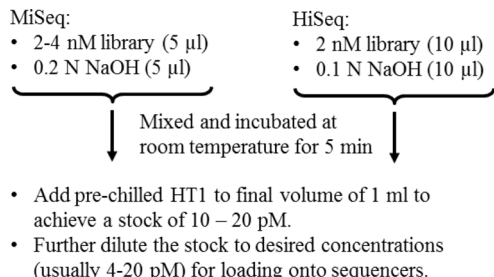 MiSeq:
• 2-4 nM library (5 µl)
• 0.2 N NaOH (5 µl)
HiSeq:
• 2 nM library (10 µl)
• 0.1 N NaOH (10 µl)
Mixed and incubated at
room temperature for 5 min
• Add pre-chilled HT1 to final volume of 1 ml to
achieve a stock of 10 – 20 pM.
• Further dilute the stock to desired concentrations
(usually 4-20 pM) for loading onto sequencers.